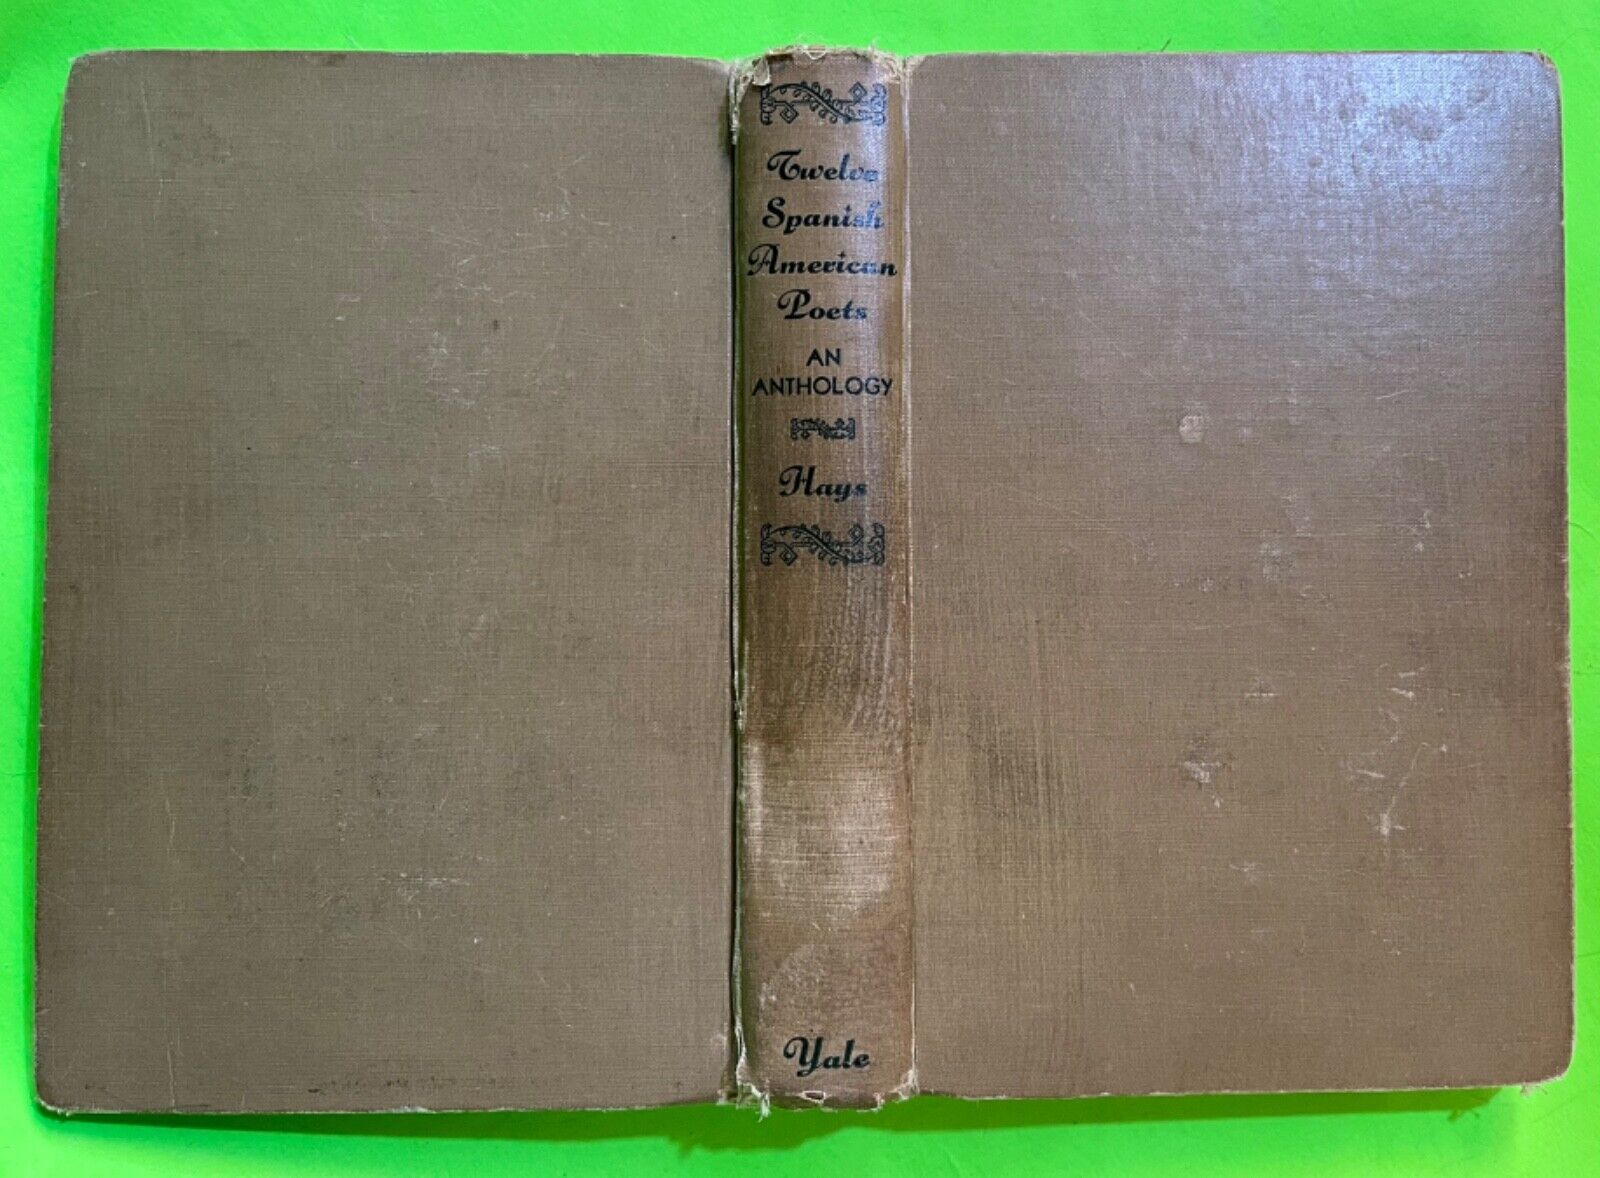 Twelve
Spanish
American
Poets
AN
ANTHOLOGY
Hays
Yale